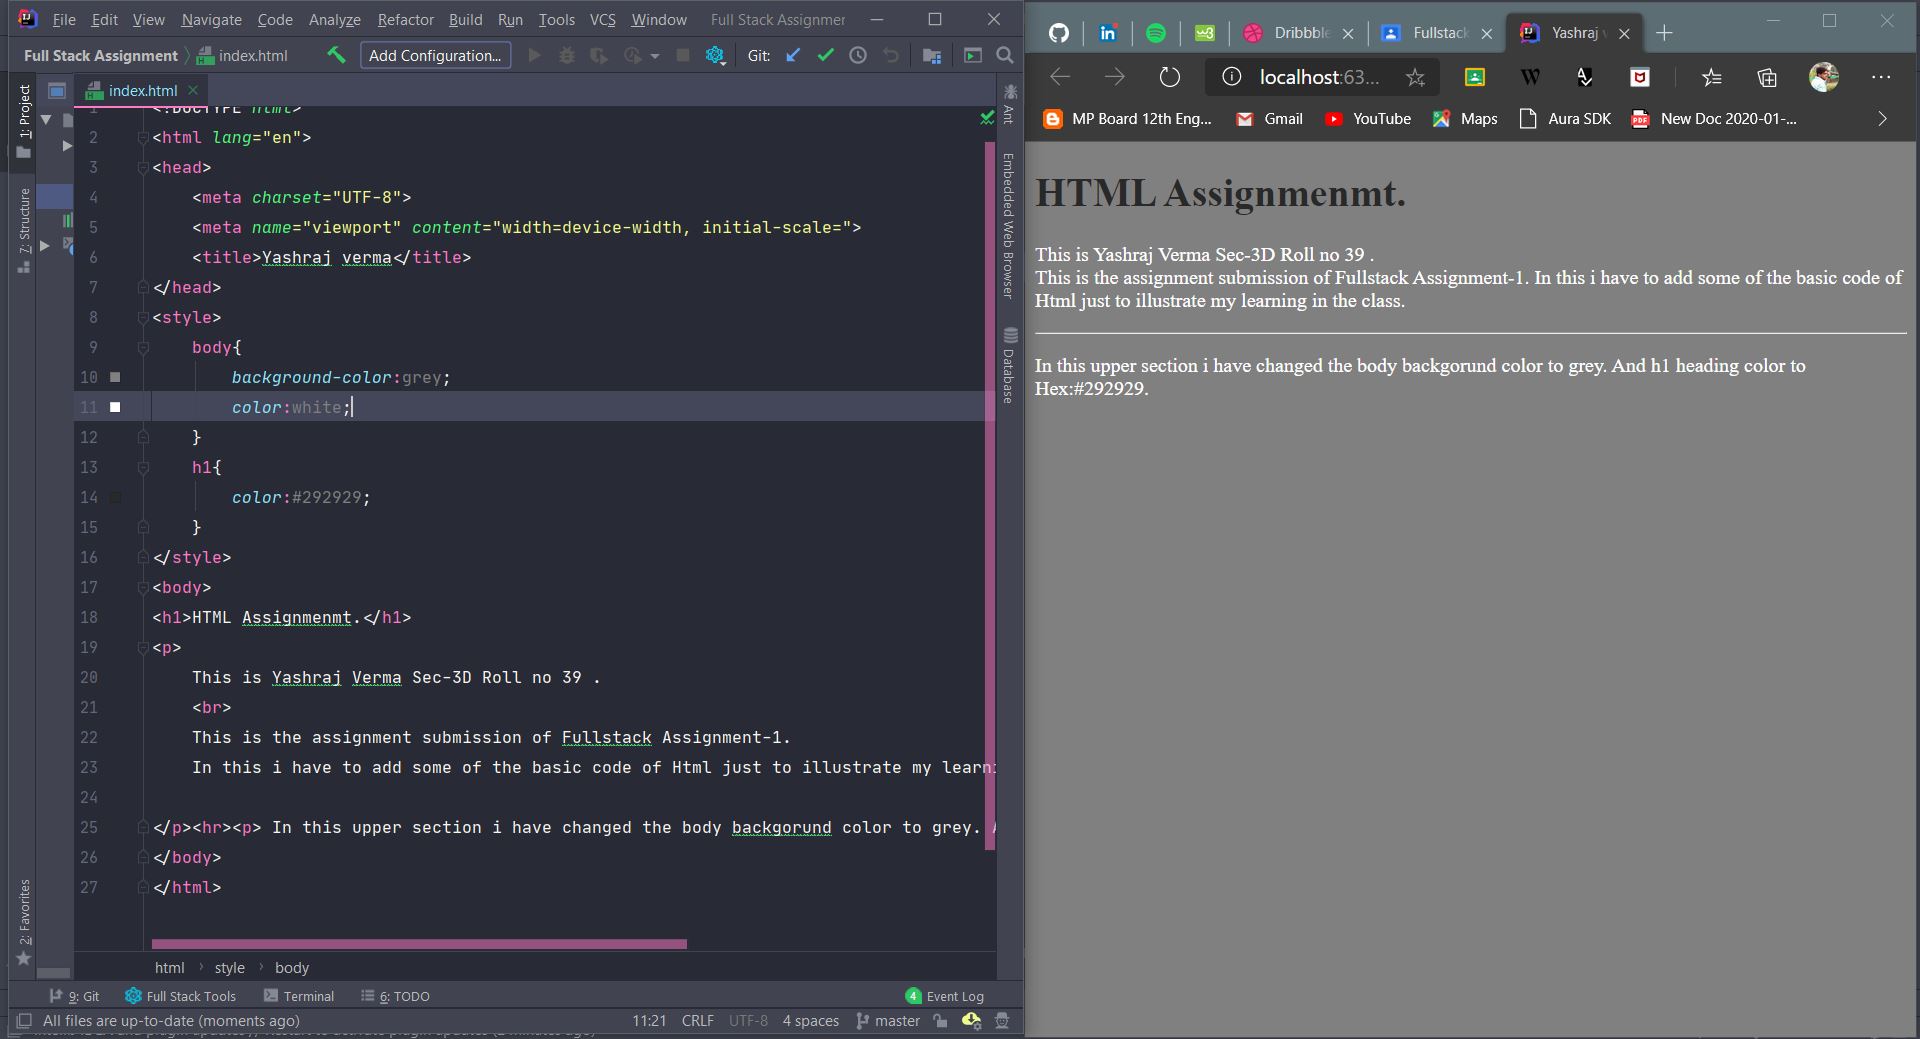 File Edit View Navigate Code Analyze Refactor Build Run Tools VCS Window Full Stack Assignmer
Full Stack Assignment index.html Add Configuration... Git:
index.html
1: Project
7: Structure
2: Favorites
1 <!DOCTYPE html>
2 <html lang="en">
3 <head>
4 <meta charset="UTF-8">
5 <meta name="viewport" content="width=device-width, initial-scale=">
6 <title>Yashraj verma</title>
7 </head>
8 <style>
9 body{
10 background-color:grey;
11 color:white;
12 }
13 h1{
14 color:#292929;
15 }
16 </style>
17 <body>
18 <h1>HTML Assignmenmt.</h1>
19 <p>
20 This is Yashraj Verma Sec-3D Roll no 39 .
21 <br>
22 This is the assignment submission of Fullstack Assignment-1.
23 In this i have to add some of the basic code of Html just to illustrate my learni
24
25 </p><hr><p> In this upper section i have changed the body backgorund color to grey. A
26 </body>
27 </html>
Ant
Embedded Web Browser
Database
html › style › body
9: Git Full Stack Tools Terminal 6: TODO 4 Event Log
All files are up-to-date (moments ago) 11:21 CRLF UTF-8 4 spaces master
Dribbble Fullstack Yashraj v
localhost:63...
MP Board 12th Eng... Gmail YouTube Maps Aura SDK New Doc 2020-01-...
HTML Assignmenmt.
This is Yashraj Verma Sec-3D Roll no 39 .
This is the assignment submission of Fullstack Assignment-1. In this i have to add some of the basic code of
Html just to illustrate my learning in the class.
In this upper section i have changed the body backgorund color to grey. And h1 heading color to
Hex:#292929.